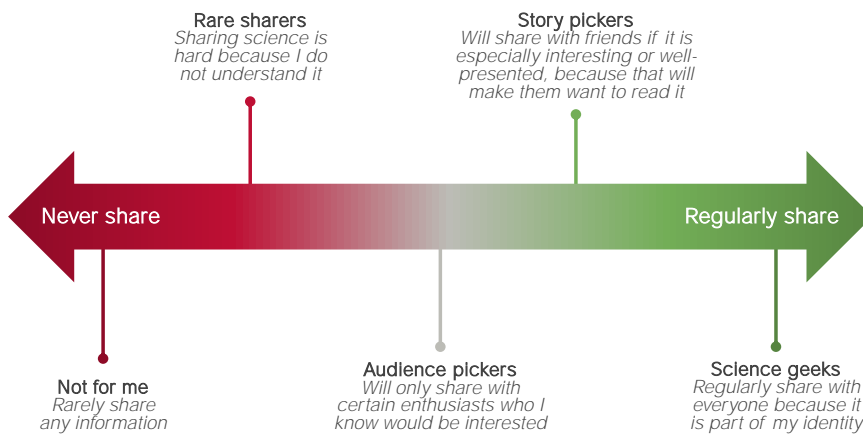 Rare sharers
Sharing science is
hard because I do
not understand it
Story pickers
Will share with friends if it is
especially interesting or well-
presented, because that will
make them want to read it
Never share
Regularly share
Not for me
Rarely share
any information
Audience pickers
Will only share with
certain enthusiasts who I
know would be interested
Science geeks
Regularly share with
everyone because it
is part of my identity